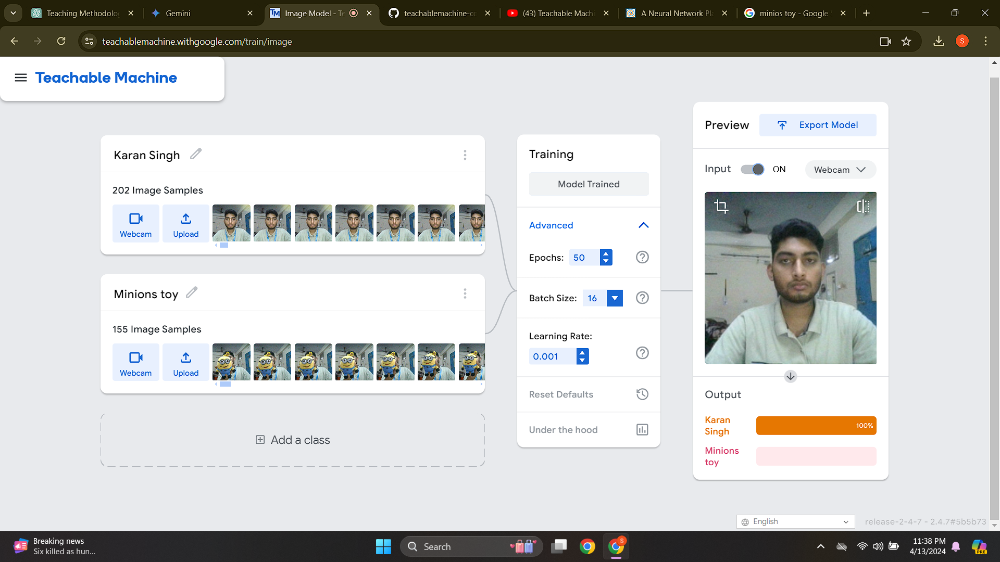 Teaching Methodolo
Gemini
Image Model - Te
teachablemachine-co
(43) Teachable Machi
A Neural Network Pla
minios toy - Google S
teachablemachine.withgoogle.com/train/image
S
Teachable Machine
Karan Singh
202 Image Samples
Webcam
Upload
Minions toy
155 Image Samples
Webcam
Upload
Add a class
Training
Model Trained
Advanced
Epochs: 50
Batch Size: 16
Learning Rate:
0.001
Reset Defaults
Under the hood
Preview
Export Model
Input ON Webcam
Output
Karan
Singh
100%
Minions
toy
English
release-2-4-7 - 2.4.7#5b5b73
Breaking news
Six killed as hun...
Search
S
11:38 PM
4/13/2024
PRE